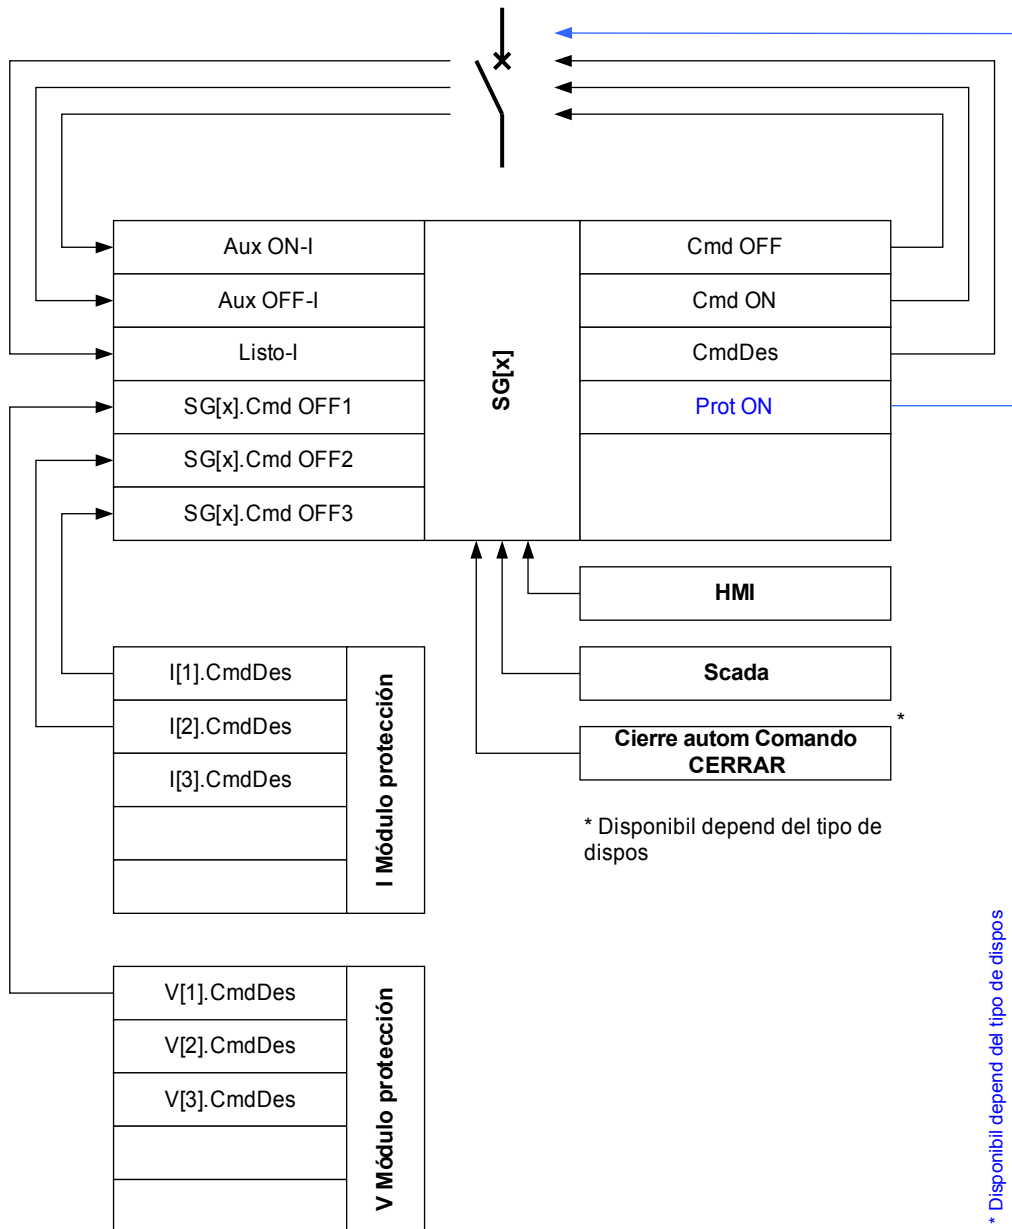 Aux ON-I
Aux OFF-I
Listo-I
SG[x].Cmd OFF1
SG[x].Cmd OFF2
SG[x].Cmd OFF3
SG[x]
Cmd OFF
Cmd ON
CmdDes
Prot ON
HMI
Scada
Cierre autom Comando
CERRAR
*
* Disponibil depend del tipo de
dispos
I[1].CmdDes
I[2].CmdDes
I[3].CmdDes
I Módulo protección
V[1].CmdDes
V[2].CmdDes
V[3].CmdDes
V Módulo protección
* Disponibil depend del tipo de dispos